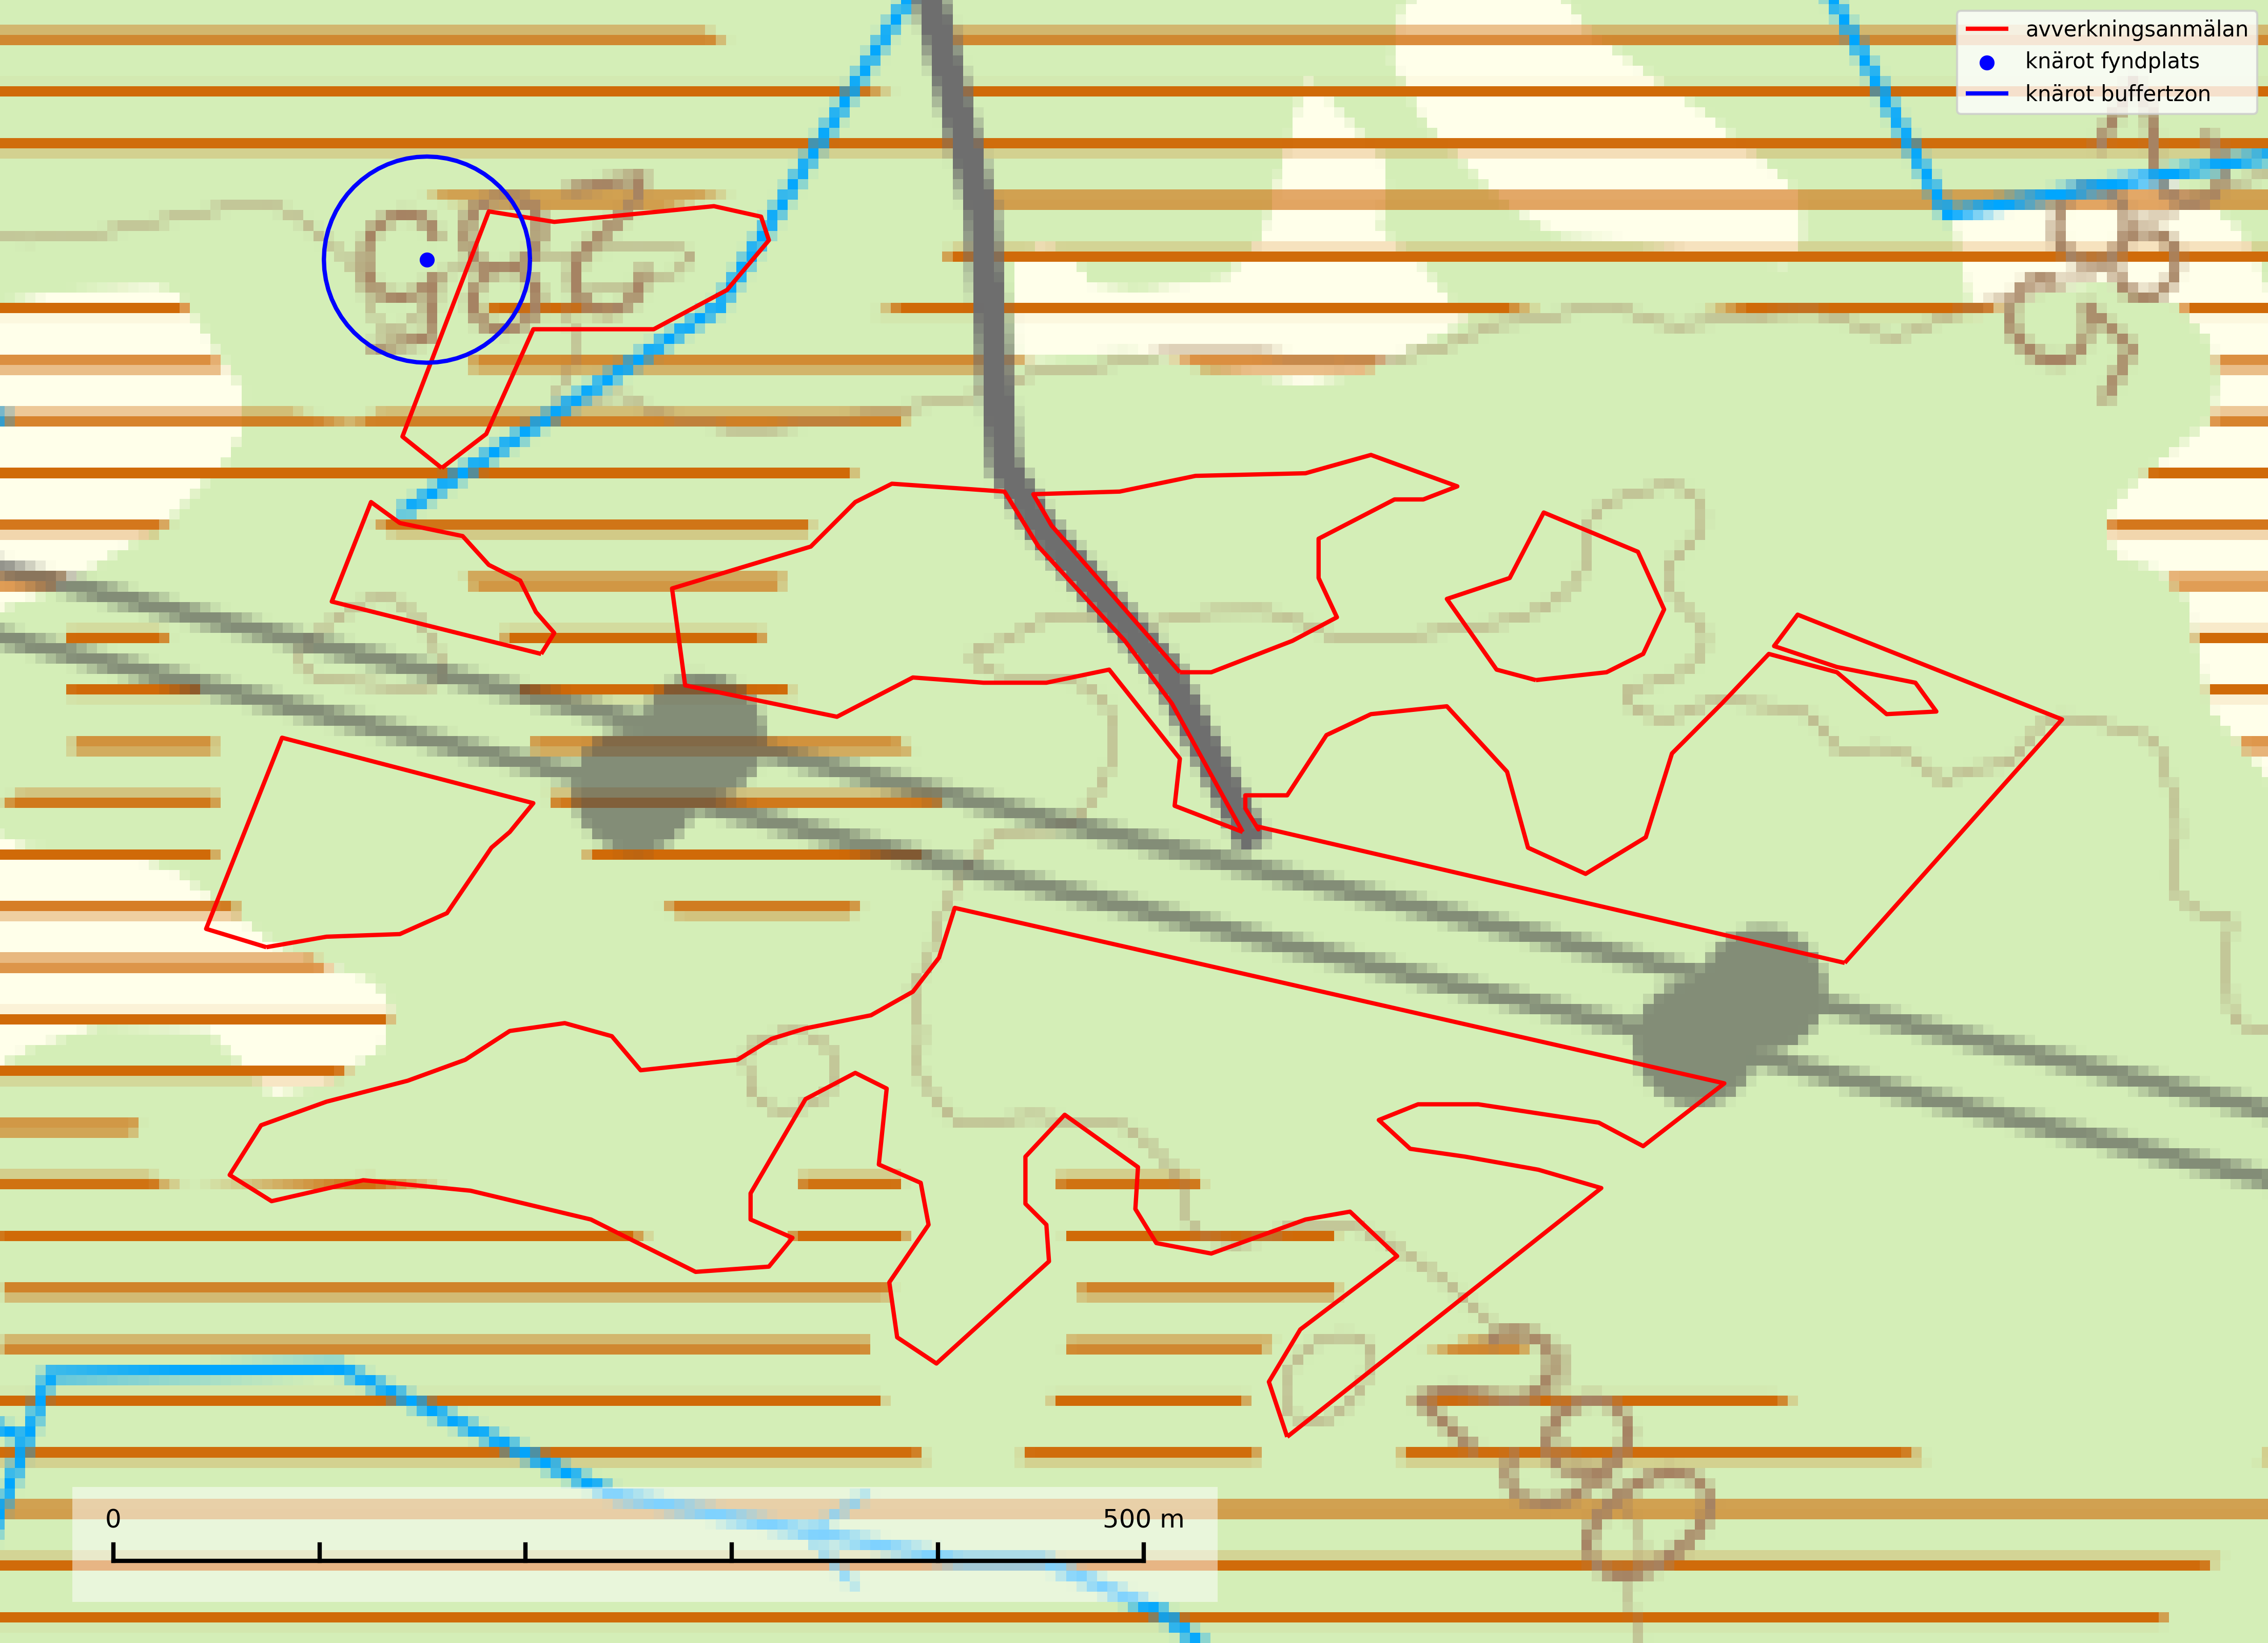 avverkningsanmälan
knärot fyndplats
knärot buffertzon
0
500 m